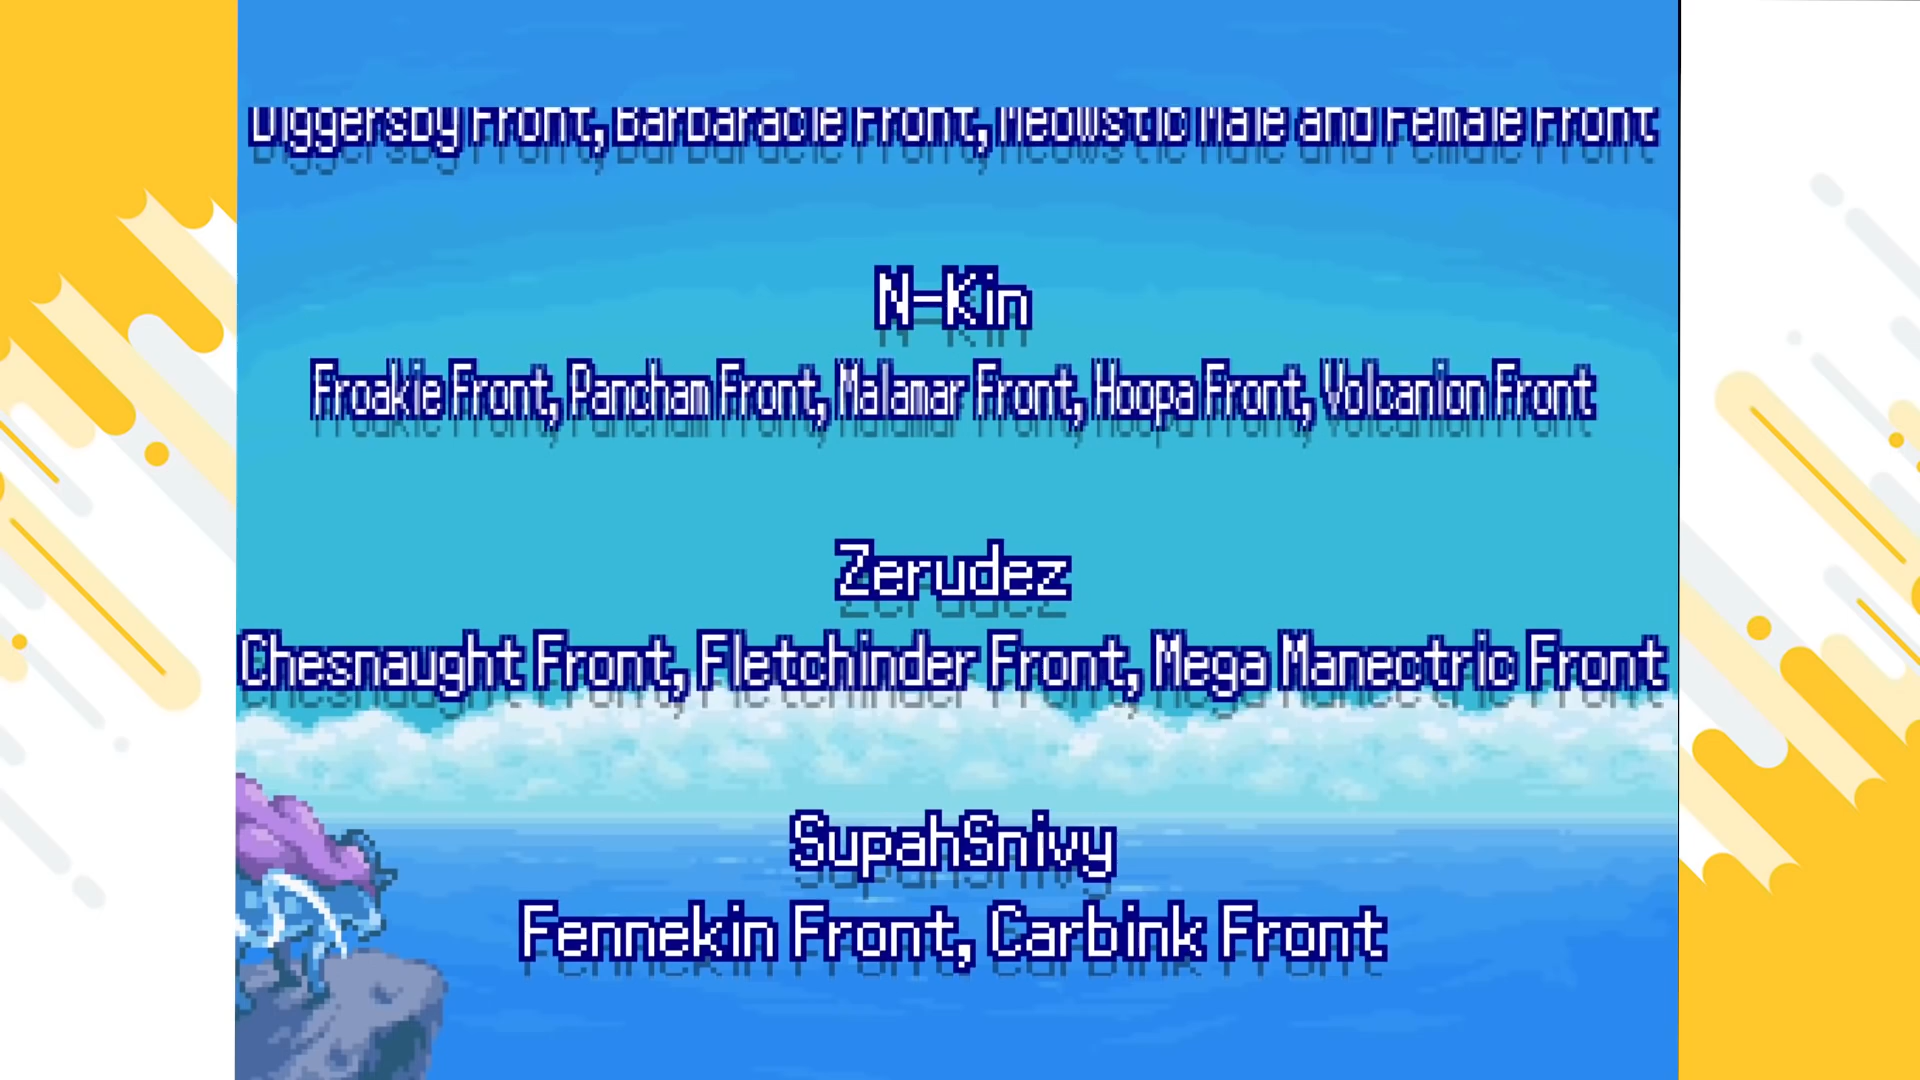 Diggersby Front, Barbaracle Front, Meowstic Male and Female Front
N-Kin
Froakie Front, Pancham Front, Malamar Front, Hoopa Front, Volcanion Front
Zerudez
Chesnaught Front, Fletchinder Front, Mega Manectric Front
SupahSnivy
Fennekin Front, Carbink Front